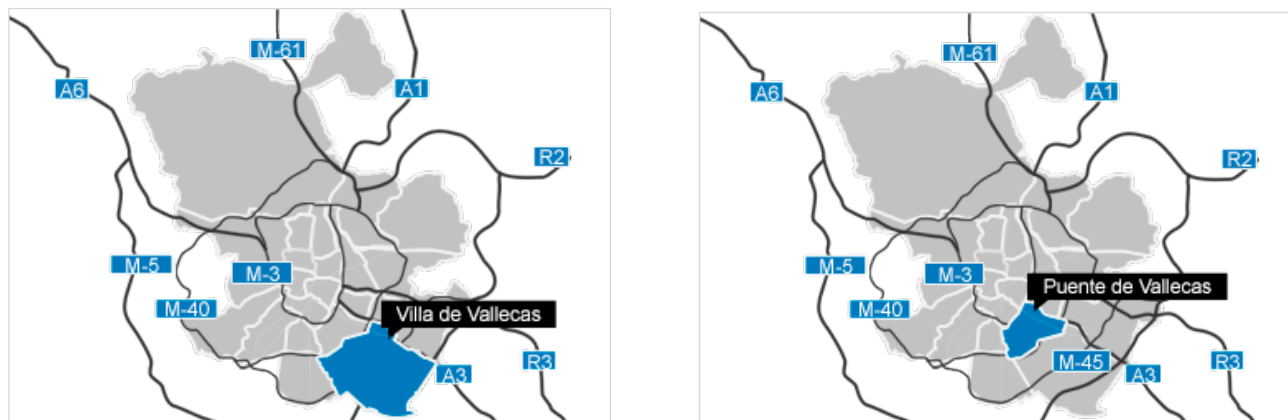 M-61
A6
A1
R2
M-5
M-3
M-40
Villa de Vallecas
R3
A3
M-61
A6
A1
R2
M-5
M-3
Puente de Vallecas
M-40
M-45
R3
A3